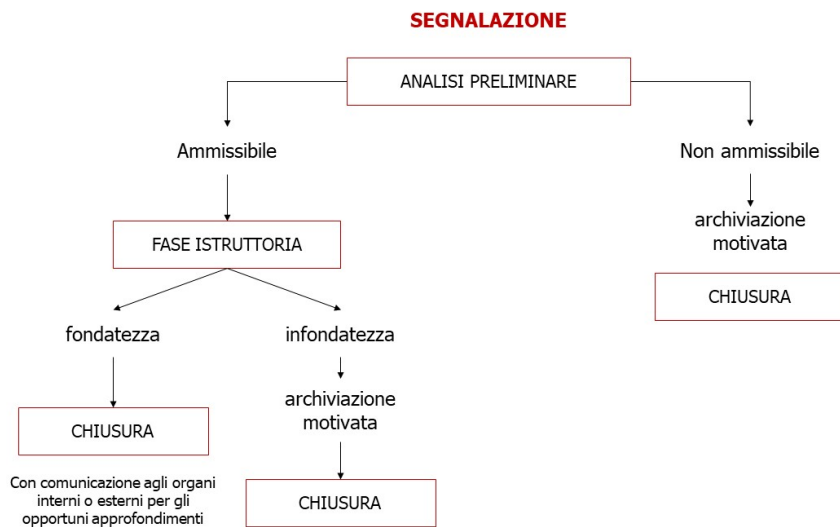 SEGNALAZIONE
ANALISI PRELIMINARE
Ammissibile
Non ammissibile
archiviazione
motivata
FASE ISTRUTTORIA
CHIUSURA
fondatezza
infondatezza
archiviazione
motivata
CHIUSURA
Con comunicazione agli organi
interni o esterni per gli
opportuni approfondimenti
CHIUSURA